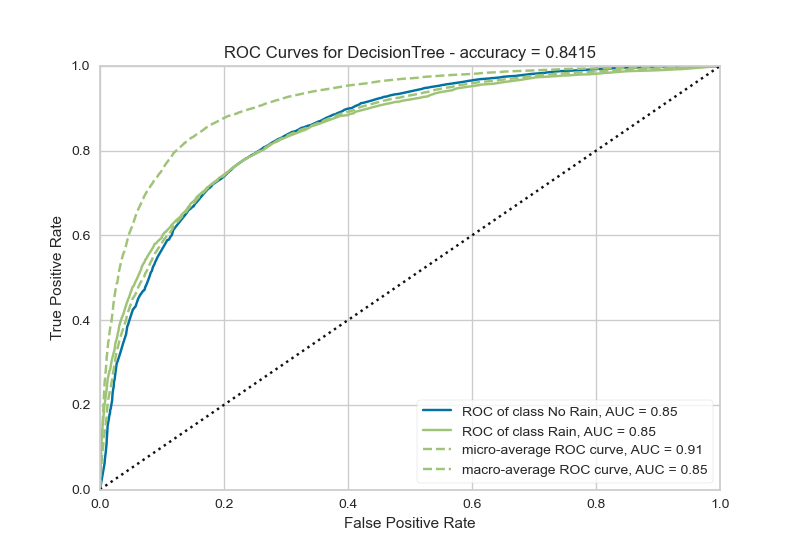 ROC Curves for DecisionTree - accuracy = 0.8415
1.0
0.8
0.6
0.4
0.2
0.0
True Positive Rate
ROC of class No Rain, AUC = 0.85
ROC of class Rain, AUC = 0.85
micro-average ROC curve, AUC = 0.91
macro-average ROC curve, AUC = 0.85
0.0 0.2 0.4 0.6 0.8 1.0
False Positive Rate